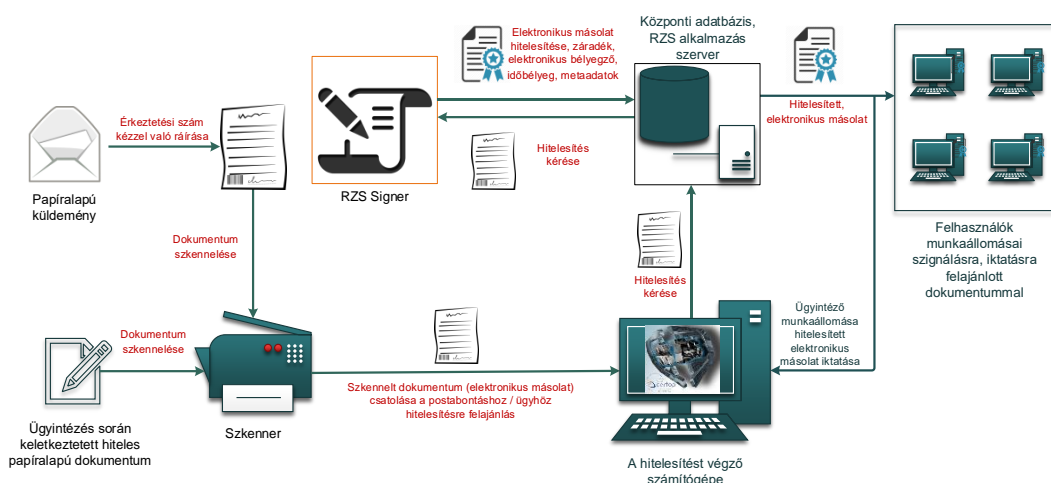 Elektronikus másolat
hitelesítése, záradék,
elektronikus bélyegző,
időbélyeg, metaadatok
Központi adatbázis,
RZS alkalmazás
szerver
Hitelesített,
elektronikus másolat
Érkeztetési szám
kézzel való ráírása
Hitelesítés
kérése
Papíralapú
küldemény
RZS Signer
Dokumentum
szkennelése
Felhasználók
munkaállomásai
szignálásra, iktatásra
felajánlott
dokumentummal
Hitelesítés
kérése
Ügyintéző
munkaállomása
hitelesített
elektronikus
másolat iktatása
Dokumentum
szkennelése
Szkennelt dokumentum (elektronikus másolat)
csatolása a postabontáshoz / ügyhöz
hitelesítésre felajánlás
Ügyintézés során
keletkeztetett hiteles
papíralapú dokumentum
Szkenner
A hitelesítést végző
számítógépe